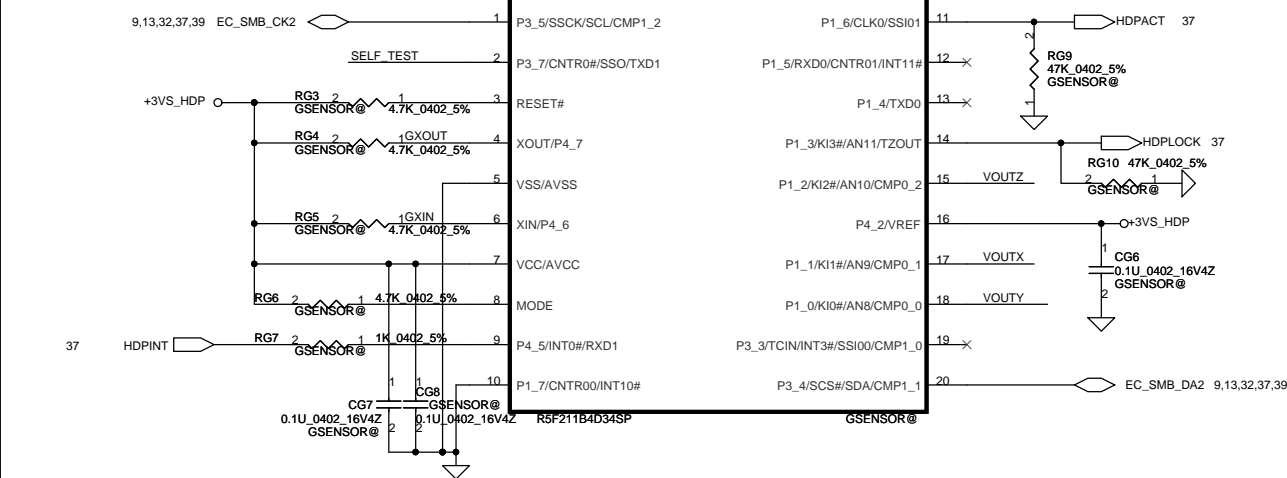 9,13,32,37,39 EC_SMB_CK2 1 P3_5/SSCK/SCL/CMP1_2 P1_6/CLK0/SSI01 11 HDPACT 37
2 RG9
SELF_TEST 2 P3_7/CNTR0#/SSO/TXD1 P1_5/RXD0/CNTR01/INT11# 12 47K_0402_5%
GSENSOR@
1
+3VS_HDP RG3 2 1 3 RESET# P1_4/TXD0 13
GSENSOR@ 4.7K_0402_5%
RG4 2 1 GXOUT 4 XOUT/P4_7 P1_3/KI3#/AN11/TZOUT 14 HDPLOCK 37
GSENSOR@ 4.7K_0402_5%
RG10 47K_0402_5%
5 VSS/AVSS P1_2/KI2#/AN10/CMP0_2 15 VOUTZ 2 1
GSENSOR@
RG5 2 1 GXIN 6 XIN/P4_6 P4_2/VREF 16 +3VS_HDP
GSENSOR@ 4.7K_0402_5%
1
7 VCC/AVCC P1_1/KI1#/AN9/CMP0_1 17 VOUTX CG6
0.1U_0402_16V4Z
GSENSOR@
2
RG6 2 1 4.7K_0402_5% 8 MODE P1_0/KI0#/AN8/CMP0_0 18 VOUTY
GSENSOR@
37 HDPINT RG7 2 1 1K_0402_5% 9 P4_5/INT0#/RXD1 P3_3/TCIN/INT3#/SSI00/CMP1_0 19
GSENSOR@
1 1 10 P1_7/CNTR00/INT10# P3_4/SCS#/SDA/CMP1_1 20 EC_SMB_DA2 9,13,32,37,39
CG8
CG7 GSENSOR@
0.1U_0402_16V4Z 0.1U_0402_16V4Z R5F211B4D34SP GSENSOR@
GSENSOR@ 2 2